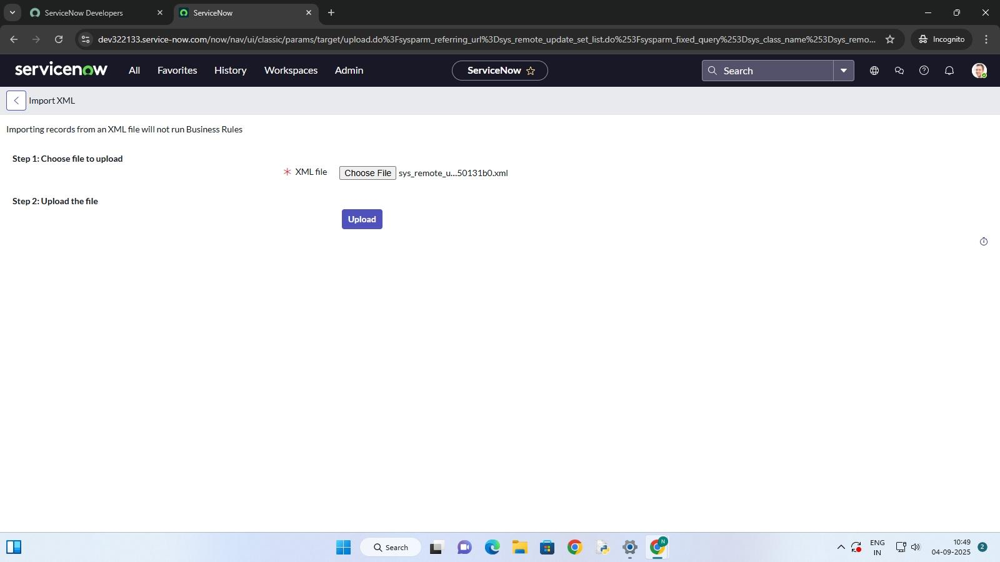 ServiceNow Developers
ServiceNow
dev322133.service-now.com/now/nav/ui/classic/params/target/upload.do%3Fsysparm_referring_url%3Dsys_remote_update_set_list.do%253Fsysparm_fixed_query%253Dsys_class_name%253Dsys_remo...
Incognito
servicenow
All
Favorites
History
Workspaces
Admin
ServiceNow
Search
Import XML
Importing records from an XML file will not run Business Rules
Step 1: Choose file to upload
XML file
Choose File
sys_remote_u...50131b0.xml
Step 2: Upload the file
Upload
Search
N
ENG
IN
10:49
04-09-2025
2